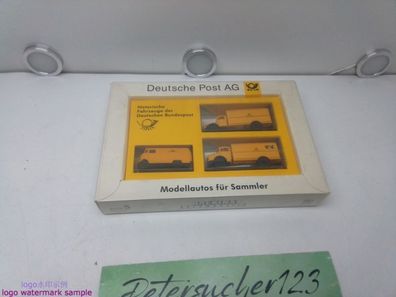 Deutsche Post AG
Historische
Fahrzeuge der
Deutschen Bundespost
Modellautos für Sammler
Petersucher123
logo水印示例
logo watermark sample